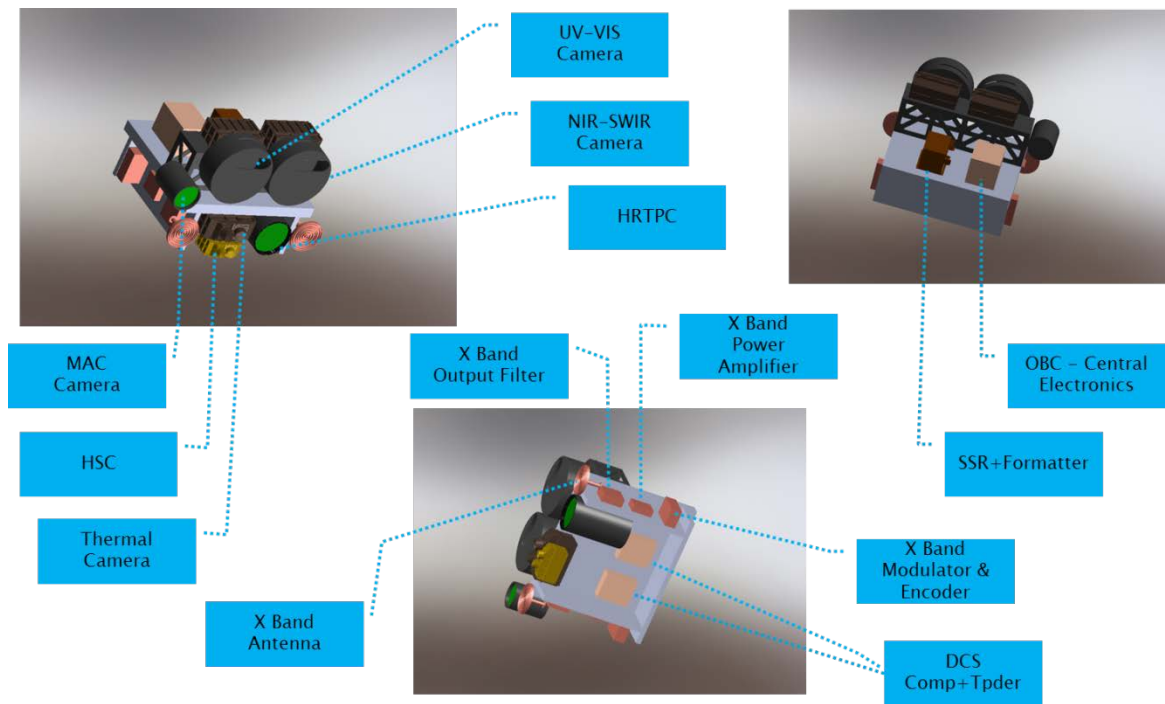 UV-VIS
Camera
NIR-SWIR
Camera
HRTPC
MAC
Camera
HSC
Thermal
Camera
X Band
Output Filter
X Band
Power
Amplifier
OBC - Central
Electronics
SSR+Formatter
X Band
Antenna
X Band
Modulator &
Encoder
DCS
Comp+Tpder